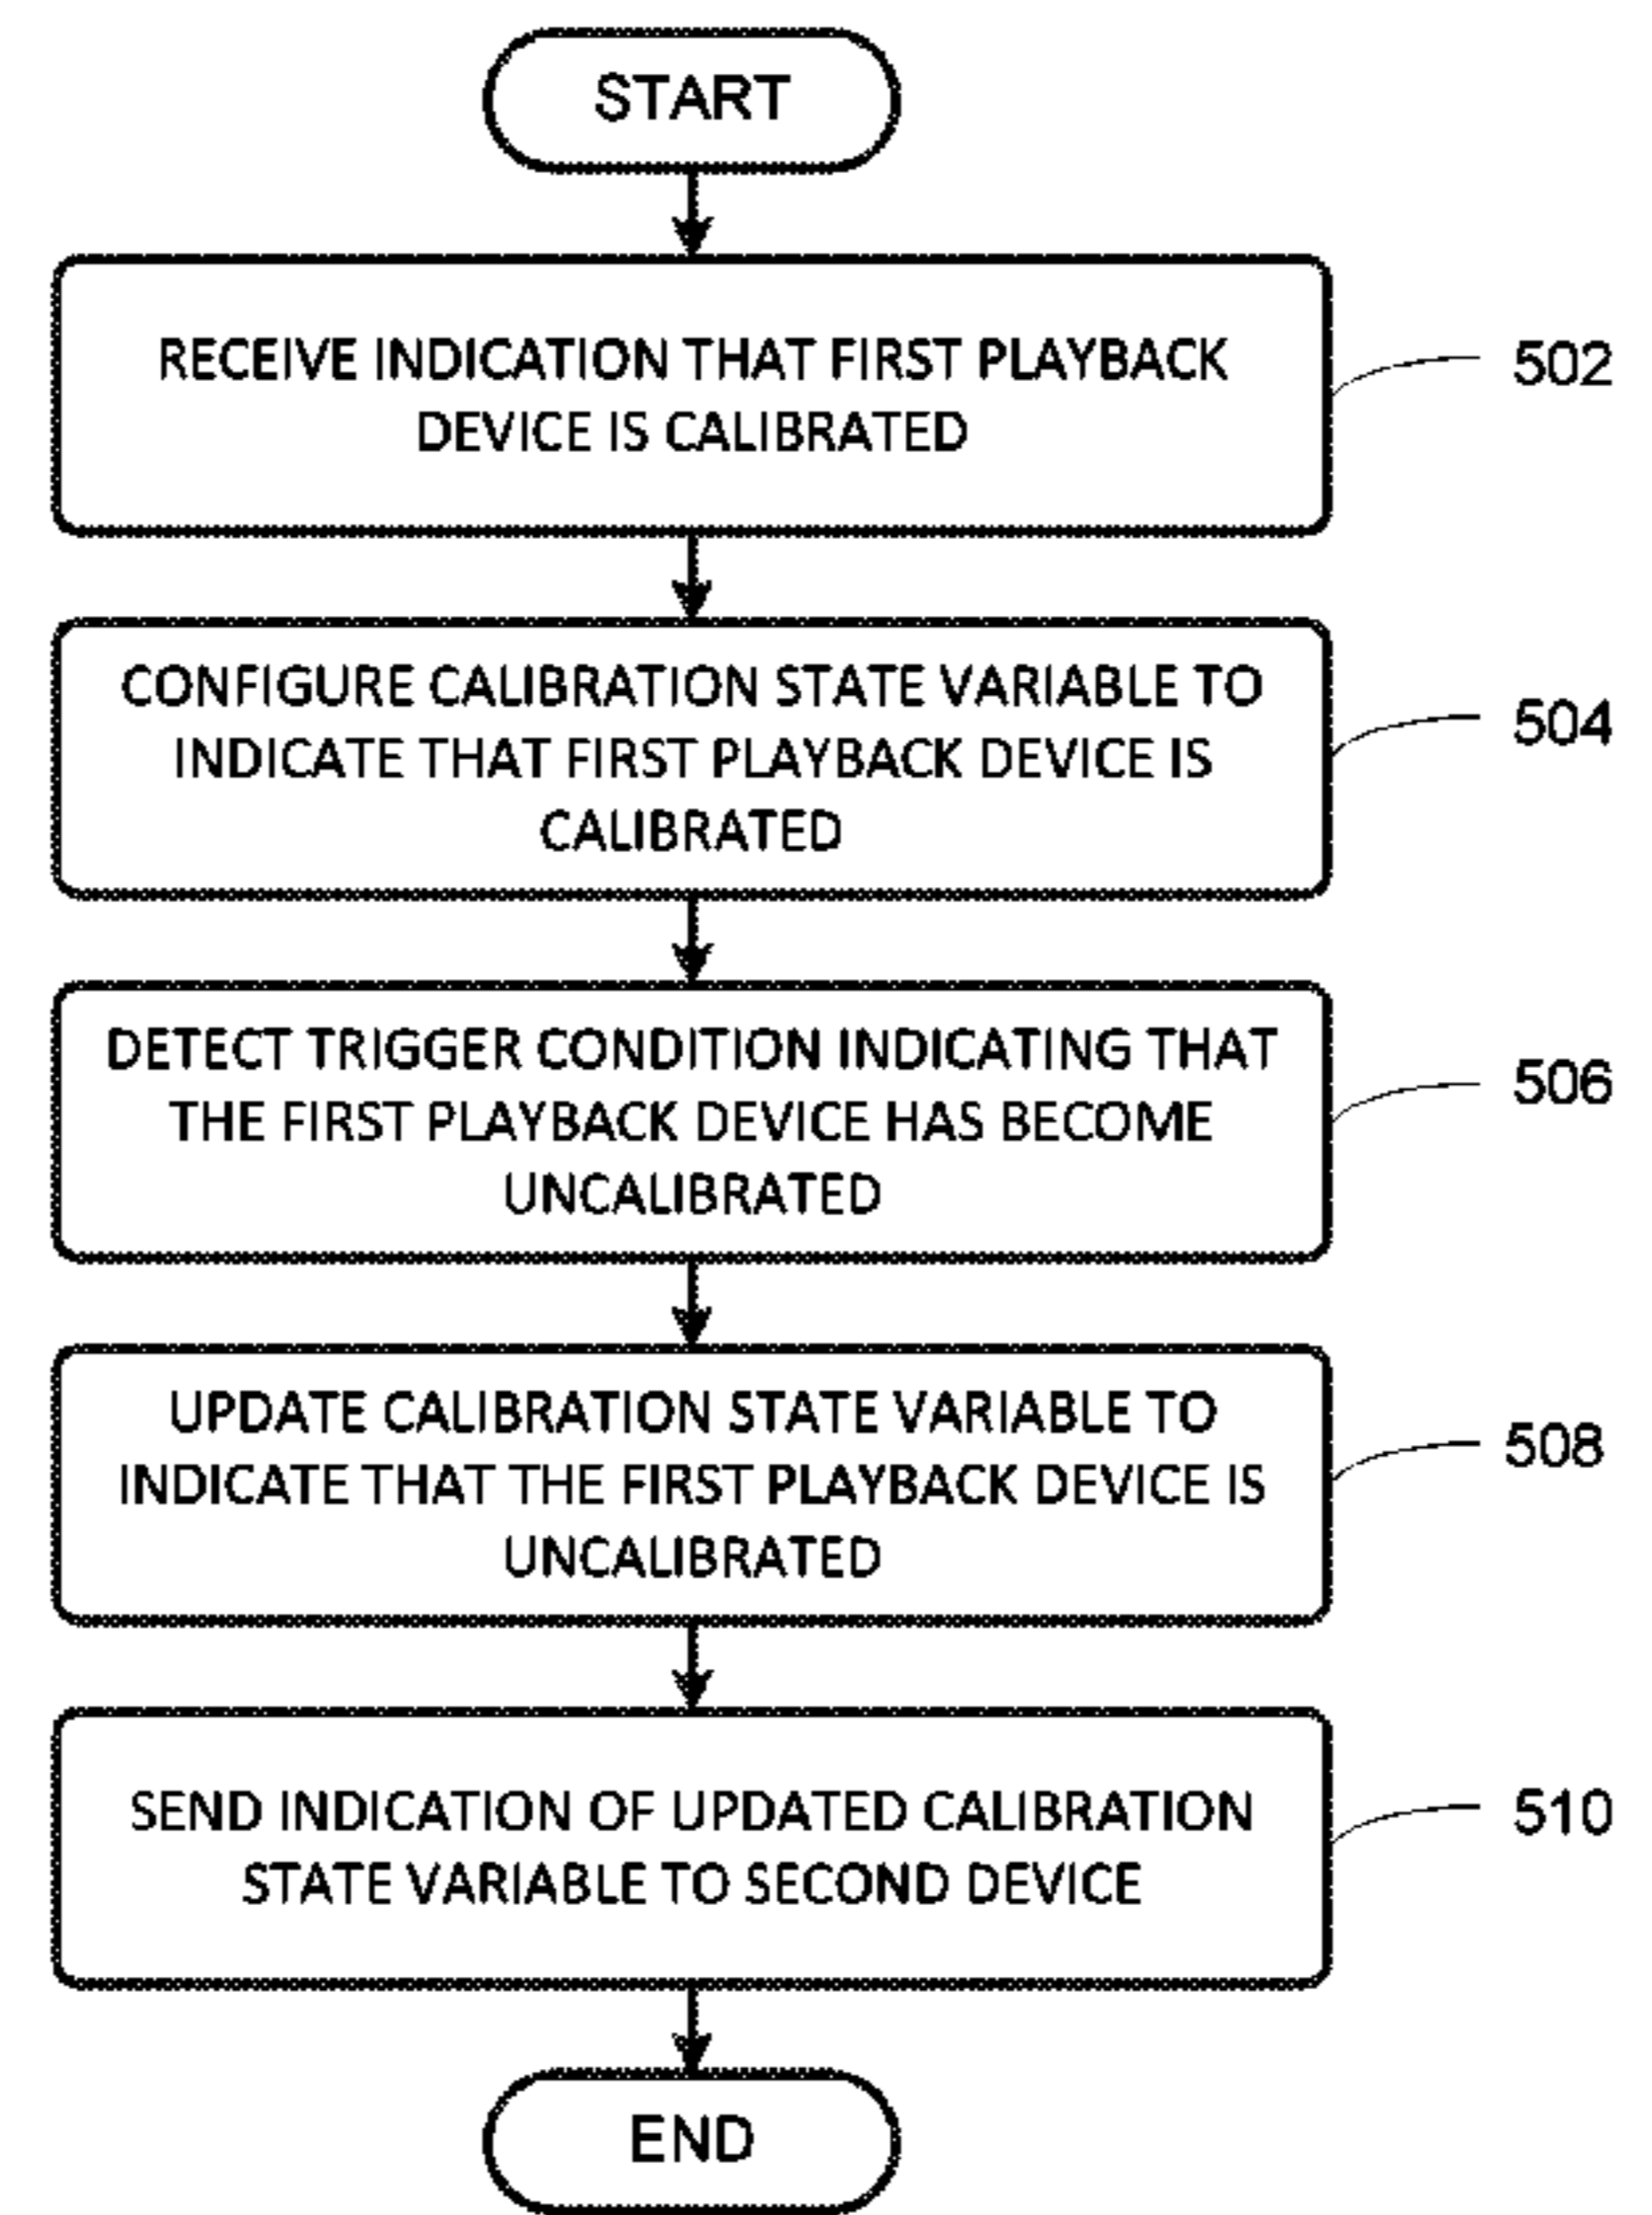 START
RECEIVE INDICATION THAT FIRST PLAYBACK
DEVICE IS CALIBRATED
502
CONFIGURE CALIBRATION STATE VARIABLE TO
INDICATE THAT FIRST PLAYBACK DEVICE IS
CALIBRATED
504
DETECT TRIGGER CONDITION INDICATING THAT
THE FIRST PLAYBACK DEVICE HAS BECOME
UNCALIBRATED
506
UPDATE CALIBRATION STATE VARIABLE TO
INDICATE THAT THE FIRST PLAYBACK DEVICE IS
UNCALIBRATED
508
SEND INDICATION OF UPDATED CALIBRATION
STATE VARIABLE TO SECOND DEVICE
510
END